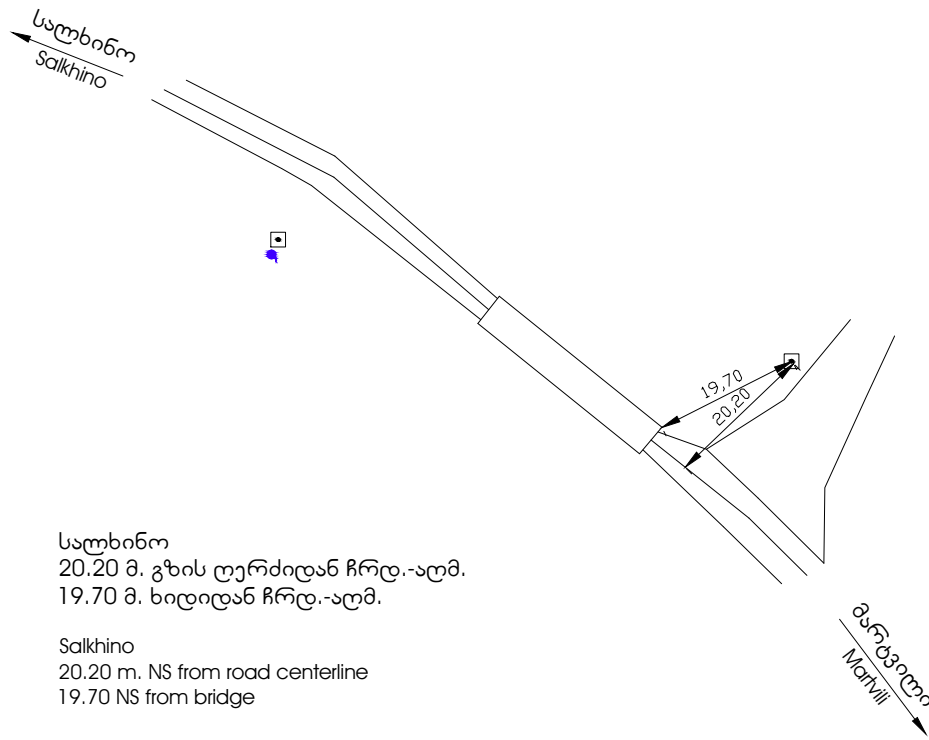 სალხინო
Salkhino
19,70
20,20
სალხინო
20.20 მ. გზის ღერძიდან ჩრდ.-აღმ.
19.70 მ. ხიდიდან ჩრდ.-აღმ.
Salkhino
20.20 m. NS from road centerline
19.70 NS from bridge
მარტვილი
Martvili